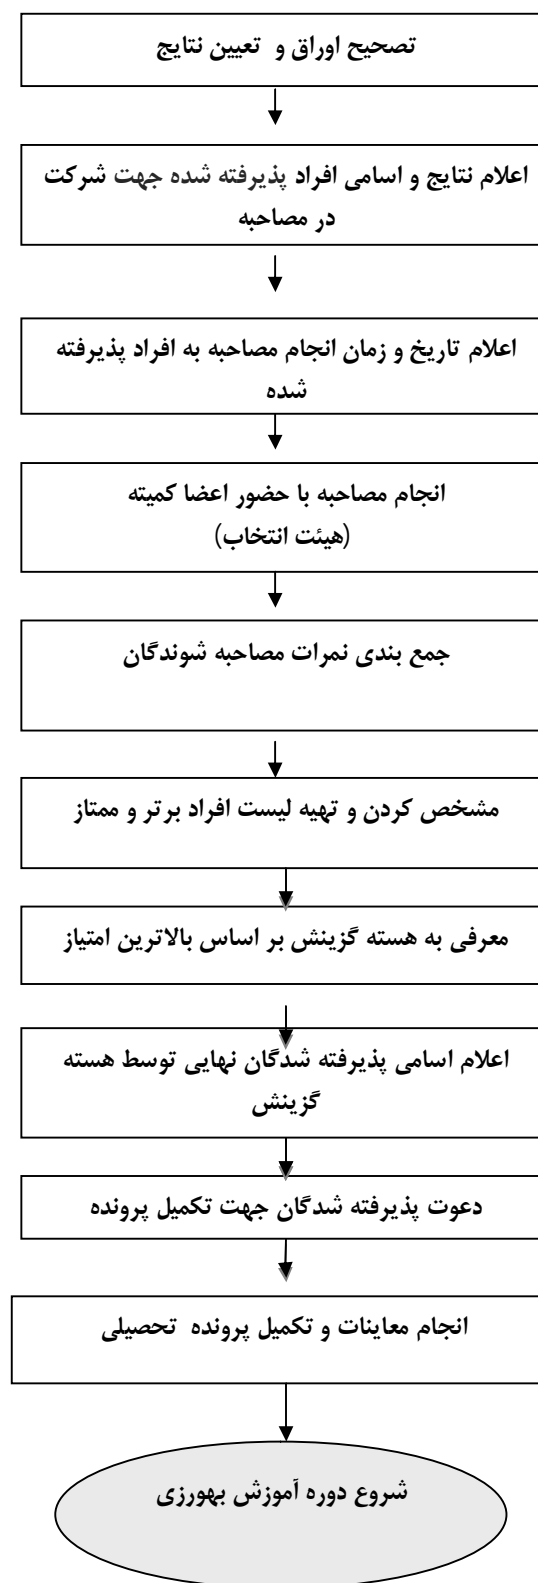 تصحیح اوراق و تعیین نتایج
اعلام نتایج و اسامی افراد پذیرفته شده جهت شرکت
در مصاحبه
اعلام تاریخ و زمان انجام مصاحبه به افراد پذیرفته
شده
انجام مصاحبه با حضور اعضا کمیته
(هیئت انتخاب)
جمع بندی نمرات مصاحبه شوندگان
مشخص کردن و تهیه لیست افراد برتر و ممتاز
معرفی به هسته گزینش بر اساس بالاترین امتیاز
اعلام اسامی پذیرفته شدگان نهایی توسط هسته
گزینش
دعوت پذیرفته شدگان جهت تکمیل پرونده
انجام معاینات و تکمیل پرونده تحصیلی
شروع دوره آموزش بهورزی